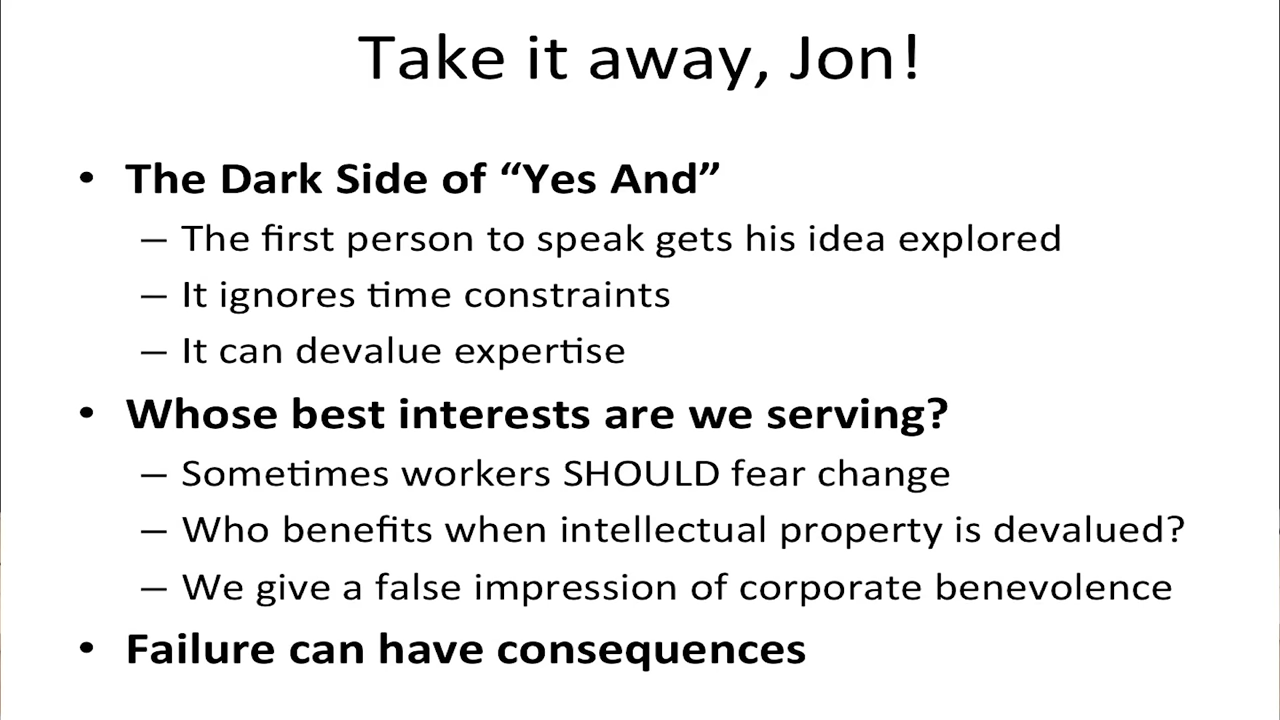 Take it away, Jon!
• The Dark Side of “Yes And”
– The first person to speak gets his idea explored
– It ignores time constraints
– It can devalue expertise
• Whose best interests are we serving?
– Sometimes workers SHOULD fear change
– Who benefits when intellectual property is devalued?
– We give a false impression of corporate benevolence
• Failure can have consequences